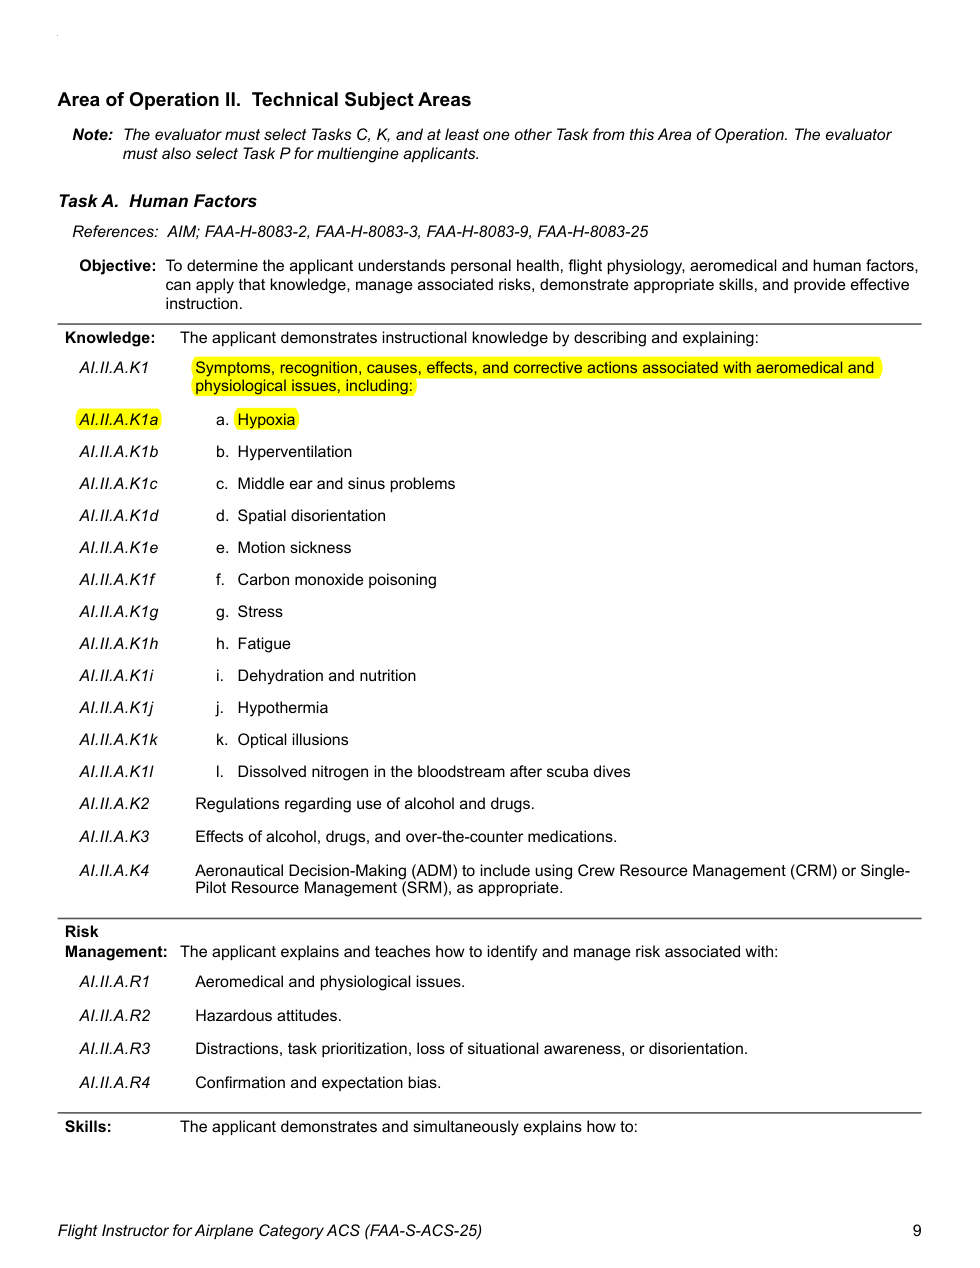 Area of Operation II.  Technical Subject Areas
Note: The evaluator must select Tasks C, K, and at least one other Task from this Area of Operation. The evaluator
must also select Task P for multiengine applicants.
Task A.  Human Factors
References: AIM; FAA-H-8083-2, FAA-H-8083-3, FAA-H-8083-9, FAA-H-8083-25
Objective: To determine the applicant understands personal health, flight physiology, aeromedical and human factors,
can apply that knowledge, manage associated risks, demonstrate appropriate skills, and provide effective
instruction.
Knowledge: The applicant demonstrates instructional knowledge by describing and explaining:
AI.II.A.K1 Symptoms, recognition, causes, effects, and corrective actions associated with aeromedical and
physiological issues, including:
AI.II.A.K1a a. Hypoxia
AI.II.A.K1b b. Hyperventilation
AI.II.A.K1c c. Middle ear and sinus problems
AI.II.A.K1d d. Spatial disorientation
AI.II.A.K1e e. Motion sickness
AI.II.A.K1f f. Carbon monoxide poisoning
AI.II.A.K1g g. Stress
AI.II.A.K1h h. Fatigue
AI.II.A.K1i i. Dehydration and nutrition
AI.II.A.K1j j. Hypothermia
AI.II.A.K1k k. Optical illusions
AI.II.A.K1l l. Dissolved nitrogen in the bloodstream after scuba dives
AI.II.A.K2 Regulations regarding use of alcohol and drugs.
AI.II.A.K3 Effects of alcohol, drugs, and over-the-counter medications.
AI.II.A.K4 Aeronautical Decision-Making (ADM) to include using Crew Resource Management (CRM) or Single-
Pilot Resource Management (SRM), as appropriate.
Risk
Management: The applicant explains and teaches how to identify and manage risk associated with:
AI.II.A.R1 Aeromedical and physiological issues.
AI.II.A.R2 Hazardous attitudes.
AI.II.A.R3 Distractions, task prioritization, loss of situational awareness, or disorientation.
AI.II.A.R4 Confirmation and expectation bias.
Skills: The applicant demonstrates and simultaneously explains how to:
Flight Instructor for Airplane Category ACS (FAA-S-ACS-25) 9